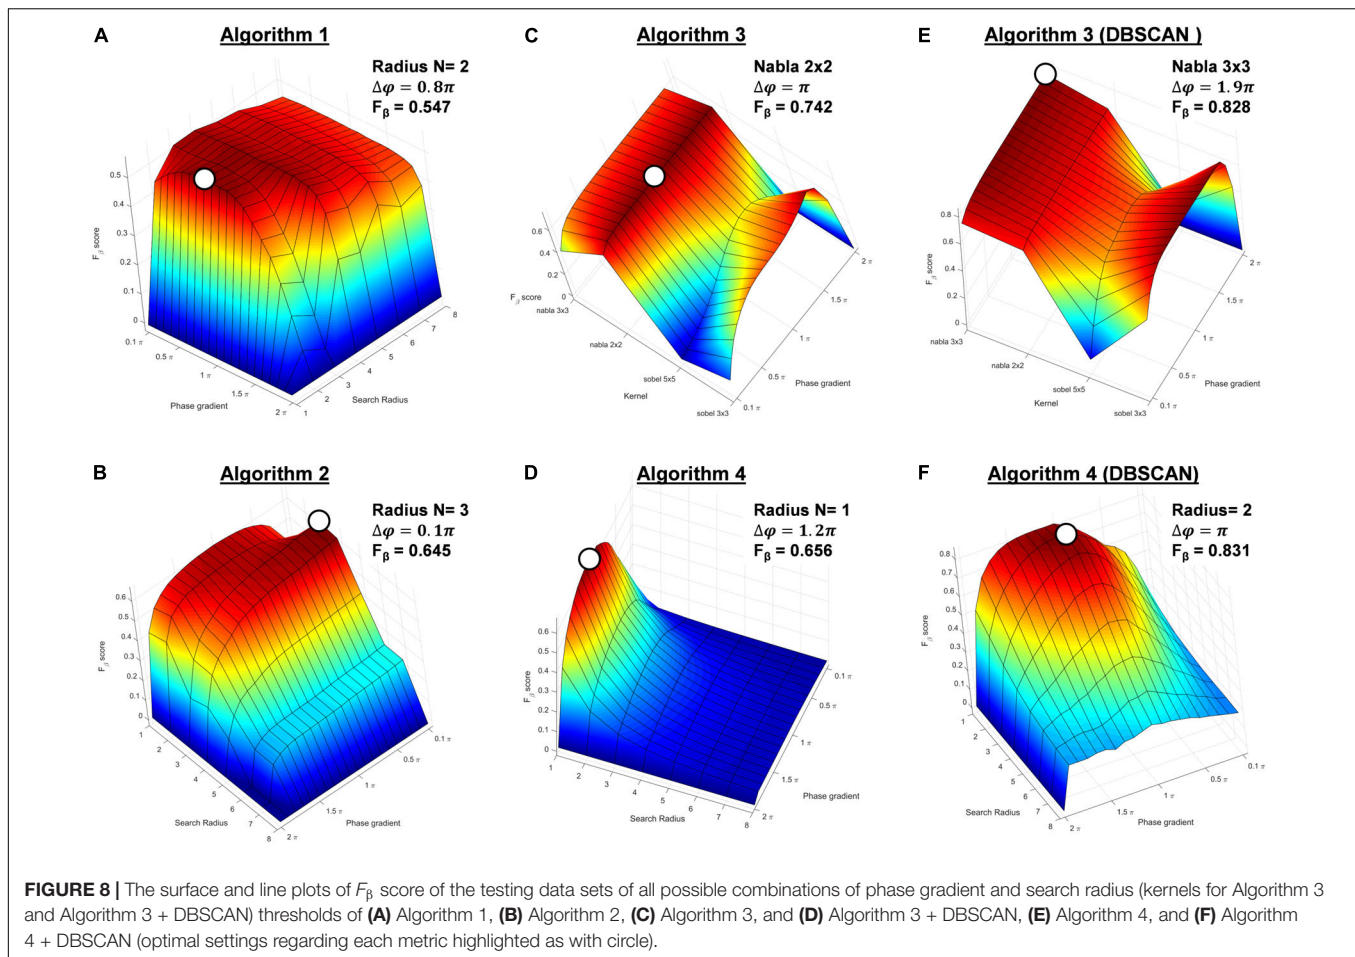 A
Algorithm 1
Radius N= 2
Δφ = 0.8π
Fβ = 0.547
0.5
0.4
0.3
0.2
0.1
0
Fβ score
0.1 π
0.5 π
1 π
1.5 π
2 π
Phase gradient
1
2
3
4
5
6
7
8
Search Radius
C
Algorithm 3
Nabla 2x2
Δφ = π
Fβ = 0.742
0.6
0.4
0.2
0
Fβ score
nabla 3x3
nabla 2x2
sobel 5x5
sobel 3x3
Kernel
0.1 π
0.5 π
1 π
1.5 π
2 π
Phase gradient
E
Algorithm 3 (DBSCAN )
Nabla 3x3
Δφ = 1.9π
Fβ = 0.828
0.8
0.6
0.4
0.2
0
Fβ score
nabla 3x3
nabla 2x2
sobel 5x5
sobel 3x3
Kernel
0.1 π
0.5 π
1 π
1.5 π
2 π
Phase gradient
B
Algorithm 2
Radius N= 3
Δφ = 0.1π
Fβ = 0.645
0.6
0.5
0.4
0.3
0.2
0.1
0
Fβ score
1
2
3
4
5
6
7
8
Search Radius
2 π
1.5 π
1 π
0.5 π
0.1 π
Phase gradient
D
Algorithm 4
Radius N= 1
Δφ = 1.2π
Fβ = 0.656
0.6
0.5
0.4
0.3
0.2
0.1
0
Fβ score
1
2
3
4
5
6
7
8
Search Radius
2 π
1.5 π
1 π
0.5 π
0.1 π
Phase gradient
F
Algorithm 4 (DBSCAN)
Radius= 2
Δφ = π
Fβ = 0.831
0.8
0.7
0.6
0.5
0.4
0.3
0.2
0.1
0
Fβ score
1
2
3
4
5
6
7
8
Search Radius
2 π
1.5 π
1 π
0.5 π
0.1 π
Phase gradient
FIGURE 8 | The surface and line plots of Fβ score of the testing data sets of all possible combinations of phase gradient and search radius (kernels for Algorithm 3
and Algorithm 3 + DBSCAN) thresholds of (A) Algorithm 1, (B) Algorithm 2, (C) Algorithm 3, and (D) Algorithm 3 + DBSCAN, (E) Algorithm 4, and (F) Algorithm
4 + DBSCAN (optimal settings regarding each metric highlighted as with circle).